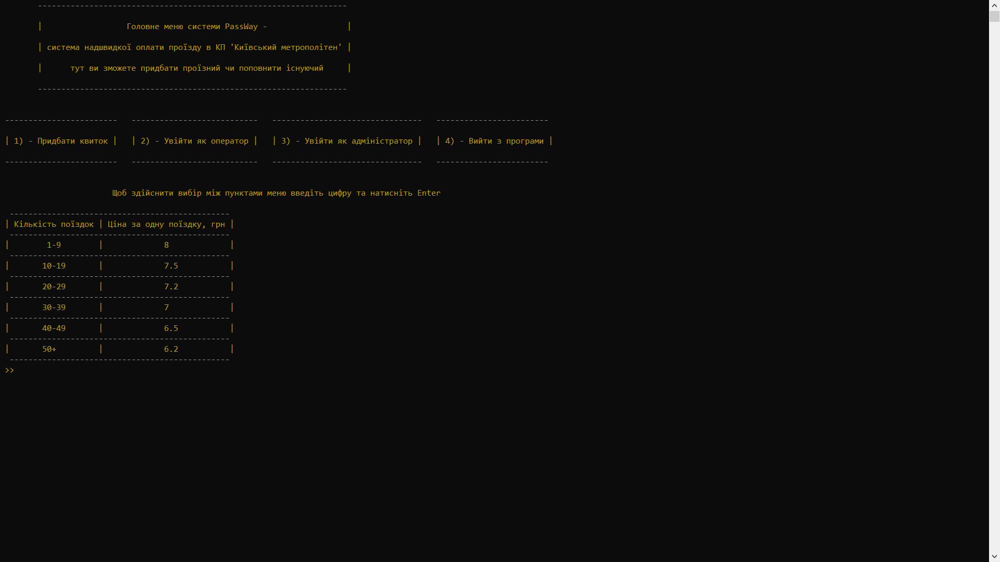 Головне меню системи PassWay -
система надшвидкої оплати проїзду в КП 'Київський метрополітен'
тут ви зможете придбати проїзний чи поповнити існуючий
1) - Придбати квиток | 2) - Увійти як оператор | 3) - Увійти як адміністратор | 4) - Вийти з програми
Щоб здійснити вибір між пунктами меню введіть цифру та натисніть Enter
Кількість поїздок | Ціна за одну поїздку, грн
1-9 | 8
10-19 | 7.5
20-29 | 7.2
30-39 | 7
40-49 | 6.5
50+ | 6.2
>>